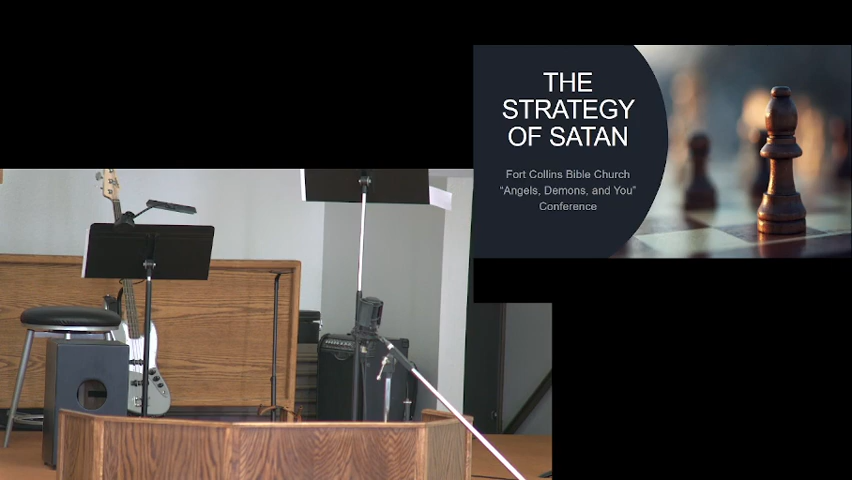 THE
STRATEGY
OF SATAN
Fort Collins Bible Church
“Angels, Demons, and You”
Conference